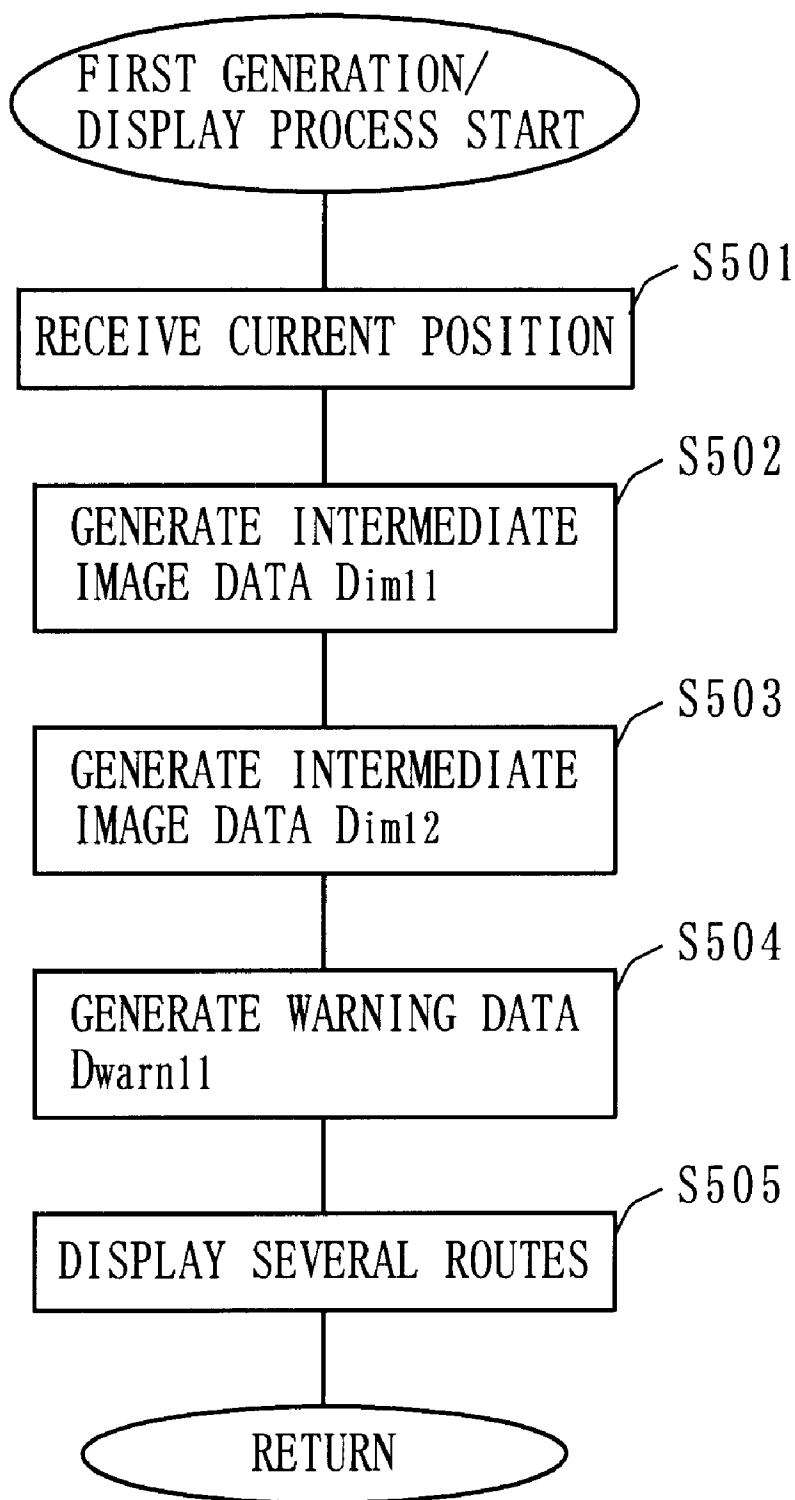 FIRST GENERATION/
DISPLAY PROCESS START
S501
RECEIVE CURRENT POSITION
S502
GENERATE INTERMEDIATE
IMAGE DATA Dim11
S503
GENERATE INTERMEDIATE
IMAGE DATA Dim12
S504
GENERATE WARNING DATA
Dwarn11
S505
DISPLAY SEVERAL ROUTES
RETURN